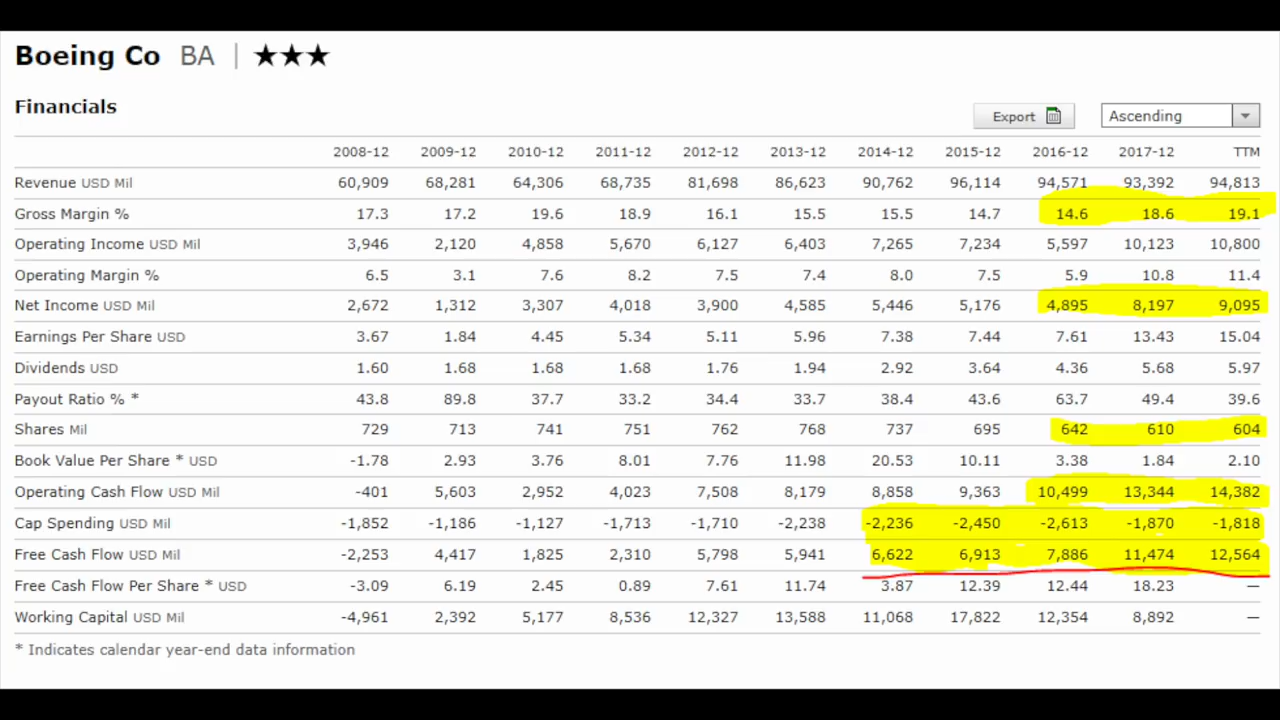 Boeing Co BA | ★★★
Financials
Export Ascending
2008-12 2009-12 2010-12 2011-12 2012-12 2013-12 2014-12 2015-12 2016-12 2017-12 TTM
Revenue USD Mil 60,909 68,281 64,306 68,735 81,698 86,623 90,762 96,114 94,571 93,392 94,813
Gross Margin % 17.3 17.2 19.6 18.9 16.1 15.5 15.5 14.7 14.6 18.6 19.1
Operating Income USD Mil 3,946 2,120 4,858 5,670 6,127 6,403 7,265 7,234 5,597 10,123 10,800
Operating Margin % 6.5 3.1 7.6 8.2 7.5 7.4 8.0 7.5 5.9 10.8 11.4
Net Income USD Mil 2,672 1,312 3,307 4,018 3,900 4,585 5,446 5,176 4,895 8,197 9,095
Earnings Per Share USD 3.67 1.84 4.45 5.34 5.11 5.96 7.38 7.44 7.61 13.43 15.04
Dividends USD 1.60 1.68 1.68 1.68 1.76 1.94 2.92 3.64 4.36 5.68 5.97
Payout Ratio % * 43.8 89.8 37.7 33.2 34.4 33.7 38.4 43.6 63.7 49.4 39.6
Shares Mil 729 713 741 751 762 768 737 695 642 610 604
Book Value Per Share * USD -1.78 2.93 3.76 8.01 7.76 11.98 20.53 10.11 3.38 1.84 2.10
Operating Cash Flow USD Mil -401 5,603 2,952 4,023 7,508 8,179 8,858 9,363 10,499 13,344 14,382
Cap Spending USD Mil -1,852 -1,186 -1,127 -1,713 -1,710 -2,238 -2,236 -2,450 -2,613 -1,870 -1,818
Free Cash Flow USD Mil -2,253 4,417 1,825 2,310 5,798 5,941 6,622 6,913 7,886 11,474 12,564
Free Cash Flow Per Share * USD -3.09 6.19 2.45 0.89 7.61 11.74 3.87 12.39 12.44 18.23 —
Working Capital USD Mil -4,961 2,392 5,177 8,536 12,327 13,588 11,068 17,822 12,354 8,892 —
* Indicates calendar year-end data information